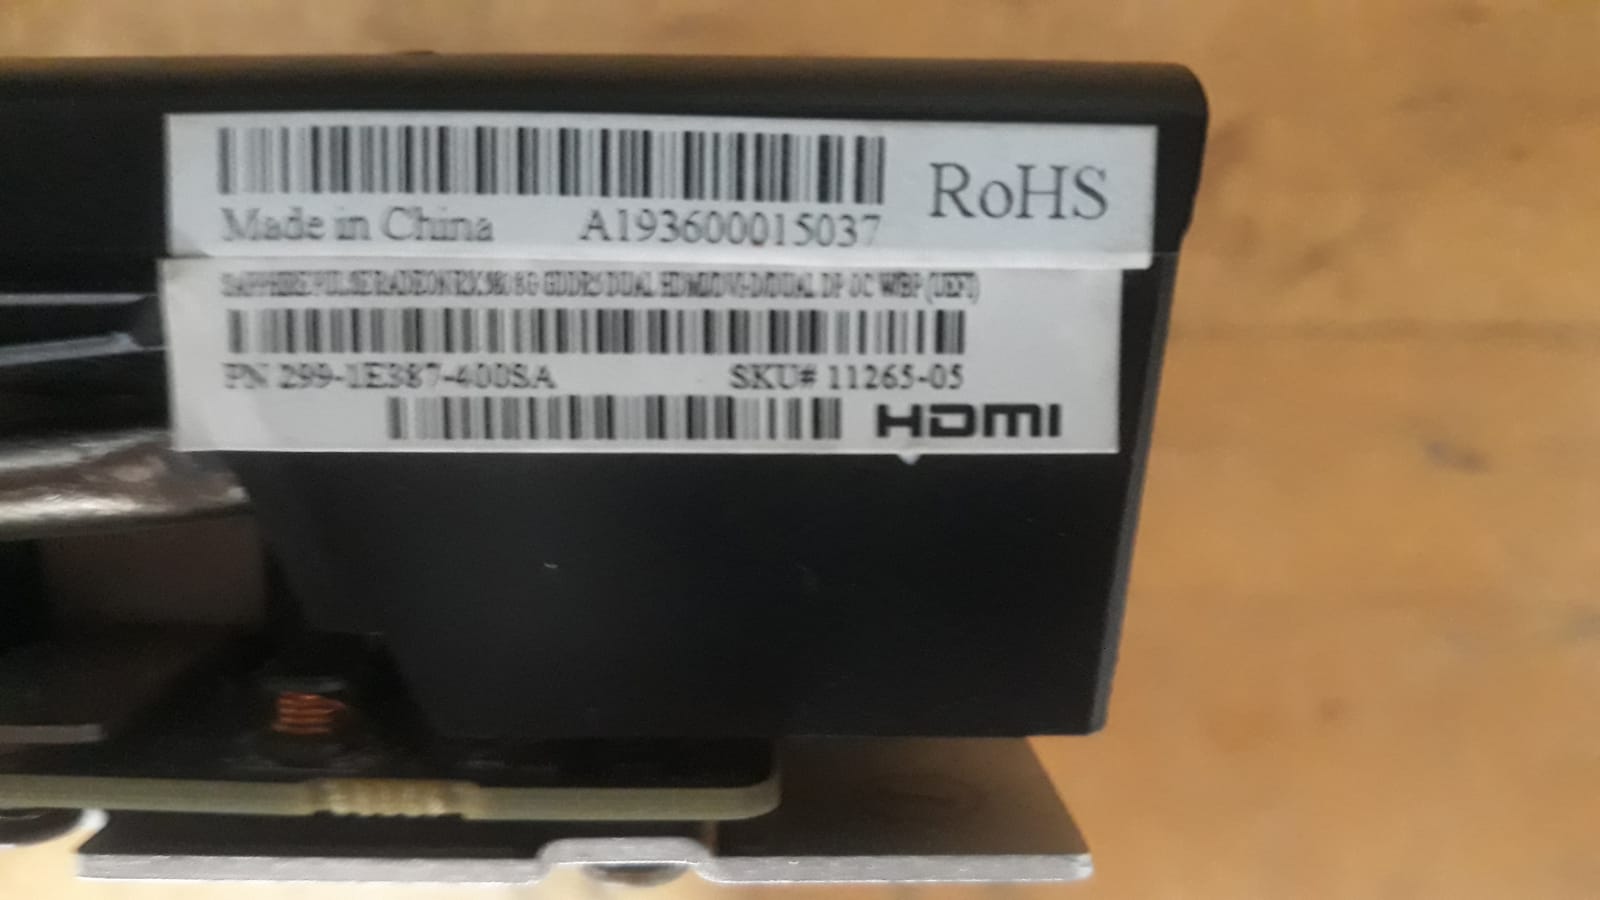 Made in China A193600015037 RoHS
SAPPHIRE PULSE RADEON RX 580 8G GDDR5 DUAL HDMI/DVI-D/DUAL DP OC W/BP (UEFI)
PN 299-1E387-400SA SKU# 11265-05
HDMI